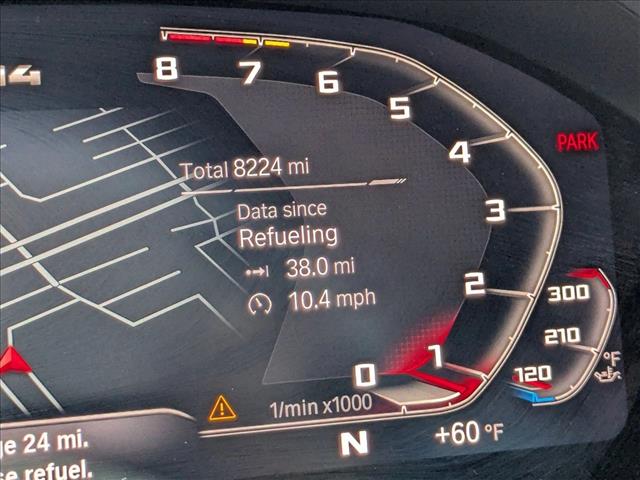 8 7 6 5 4 3 2 1 0
PARK
Total 8224 mi
Data since
Refueling
38.0 mi
10.4 mph
300
210
120
°F
1/min x1000
24 mi.
refuel.
N
+60 °F